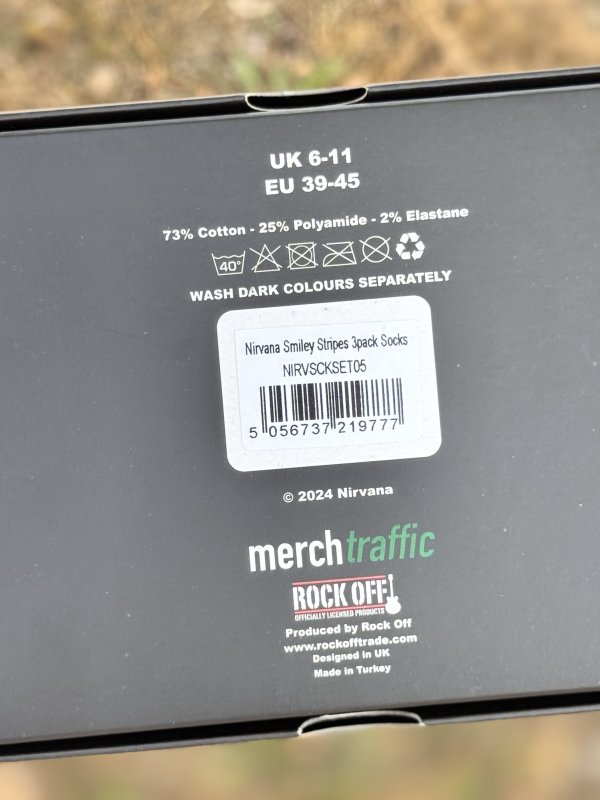 UK 6-11
EU 39-45
73% Cotton - 25% Polyamide - 2% Elastane
40°
WASH DARK COLOURS SEPARATELY
Nirvana Smiley Stripes 3pack Socks
NIRVSCKSET05
5 056737 219777
© 2024 Nirvana
merchtraffic
ROCK OFF
OFFICIALLY LICENSED PRODUCTS
Produced by Rock Off
www.rockofftrade.com
Designed in UK
Made in Turkey